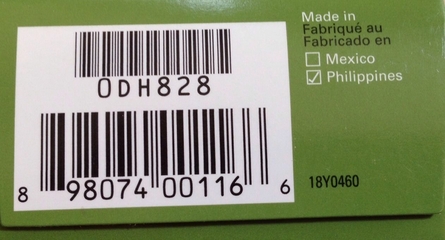 Made in
Fabriqué au
Fabricado en
Mexico
Philippines
ODH828
8 98074 00116 6
18Y0460